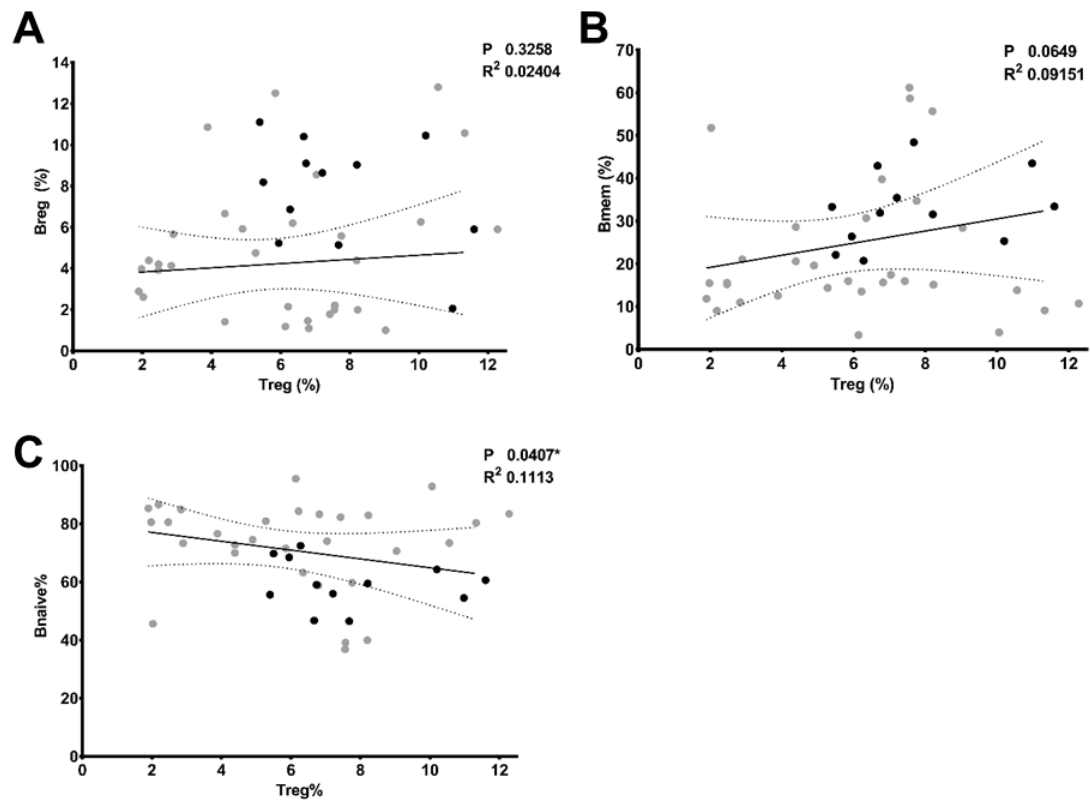 A
P 0.3258
R² 0.02404
14
12
10
8
6
4
2
0
Breg (%)
0 2 4 6 8 10 12
Treg (%)
B
P 0.0649
R² 0.09151
70
60
50
40
30
20
10
0
Bmem (%)
0 2 4 6 8 10 12
Treg (%)
C
P 0.0407*
R² 0.1113
100
80
60
40
20
0
Bnaive%
0 2 4 6 8 10 12
Treg%